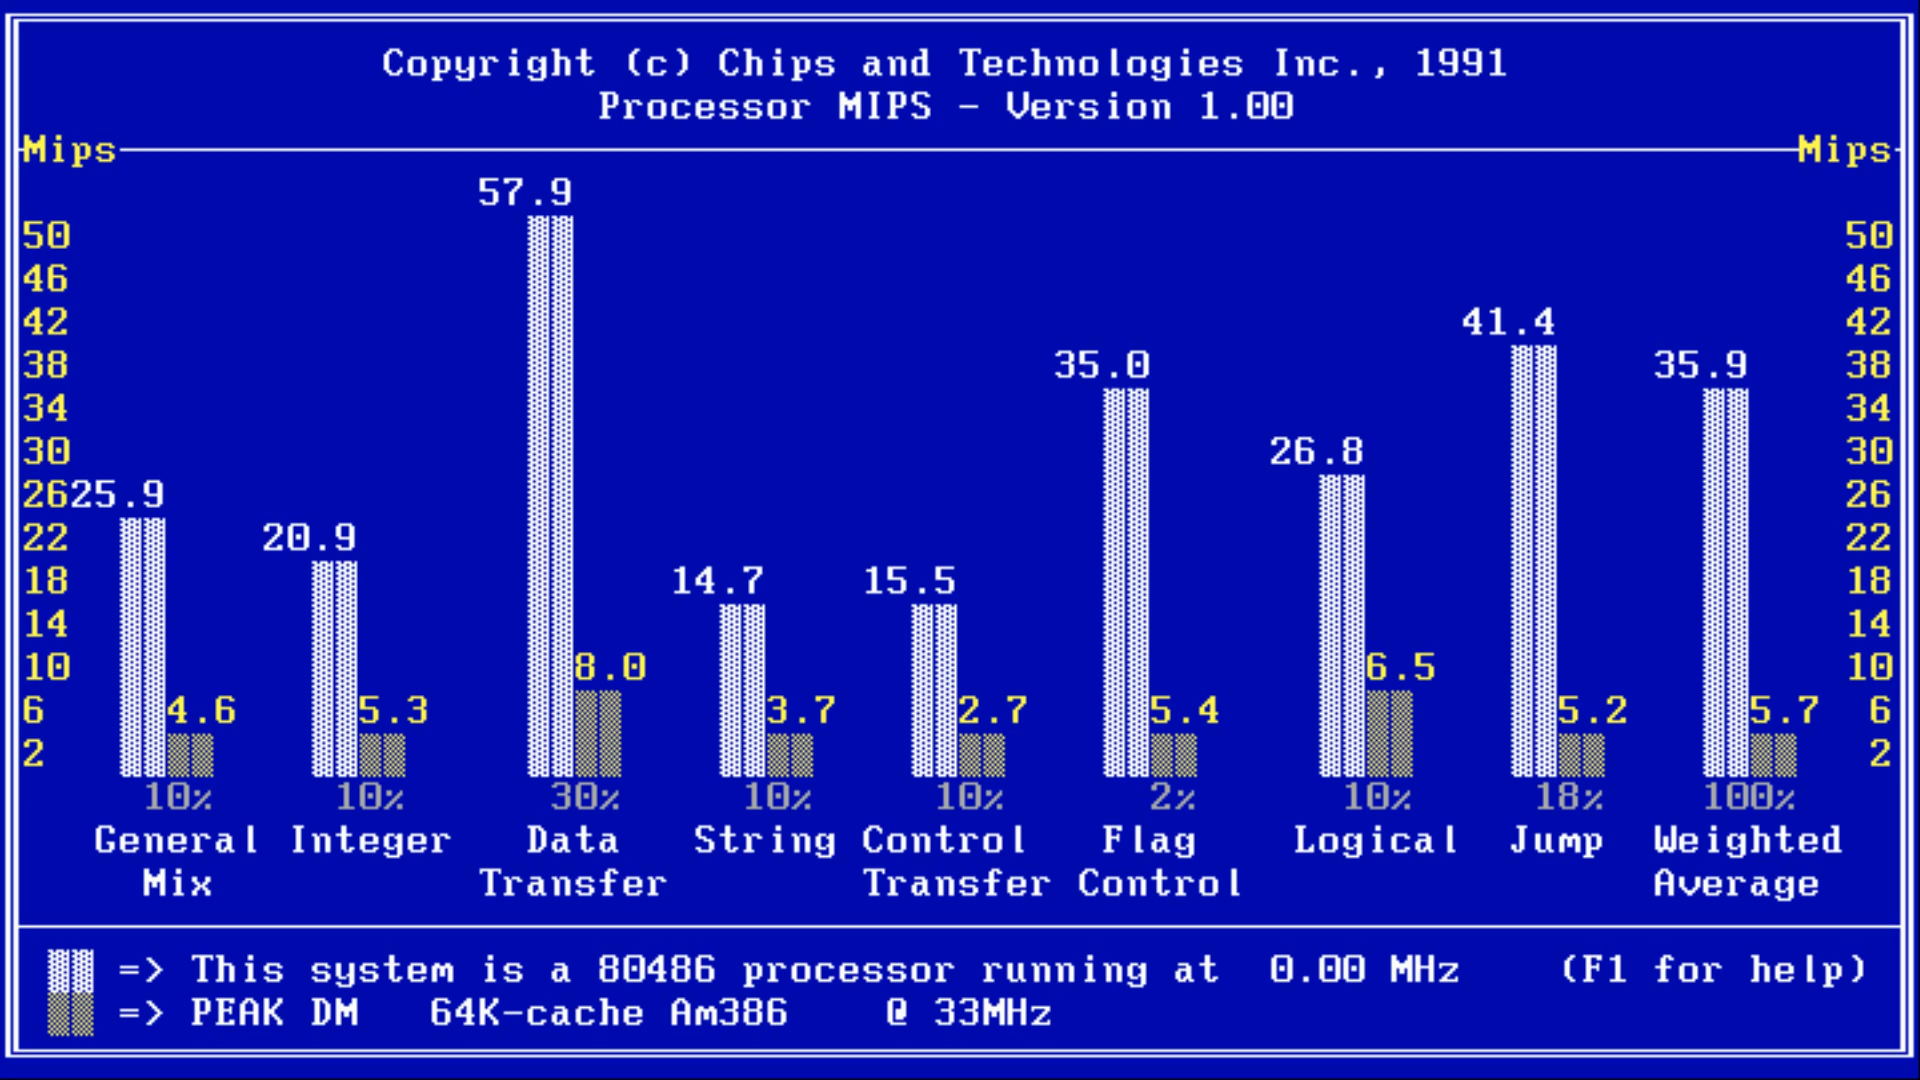 Copyright (c) Chips and Technologies Inc., 1991
Processor MIPS - Version 1.00
Mips Mips
57.9
50 50
46 46
42 41.4 42
38 35.0 35.9 38
34 34
30 26.8 30
26 25.9 26
22 20.9 22
18 14.7 15.5 18
14 14
10 8.0 6.5 10
6 4.6 5.3 3.7 2.7 5.4 5.2 5.7 6
2 2
10% 10% 30% 10% 10% 2% 10% 18% 100%
General Integer Data String Control Flag Logical Jump Weighted
Mix Transfer Transfer Control Average
=> This system is a 80486 processor running at 0.00 MHz (F1 for help)
=> PEAK DM 64K-cache Am386 @ 33MHz